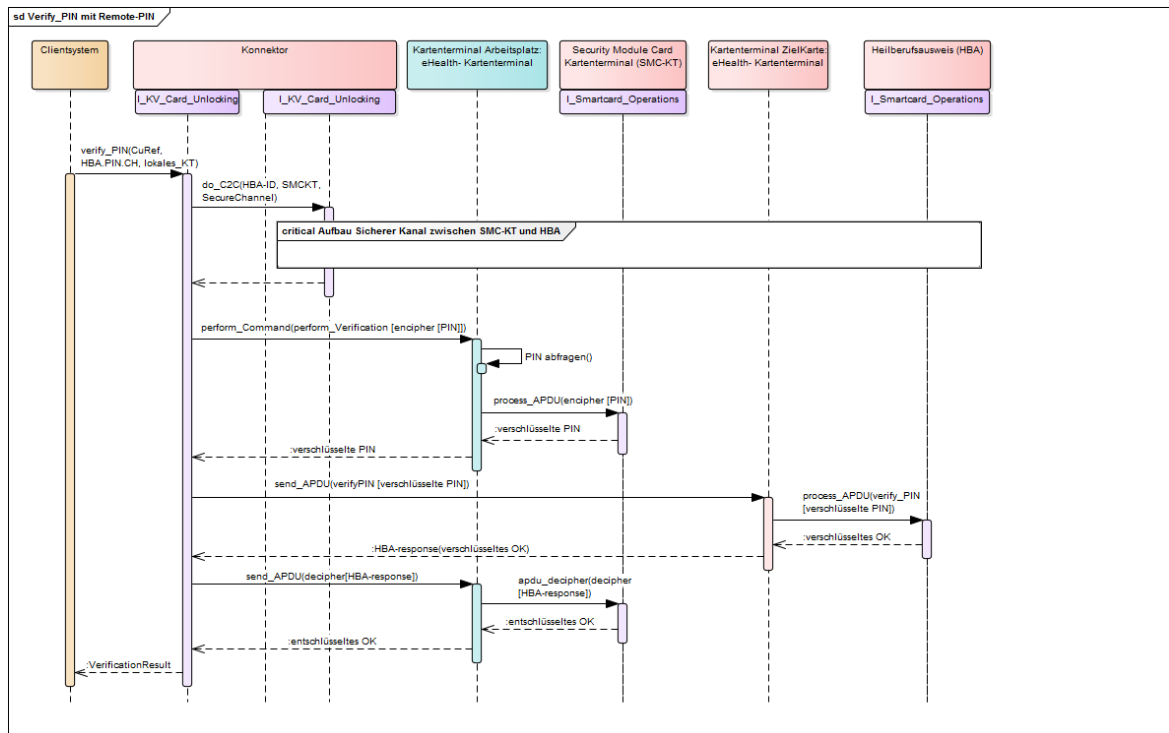 sd Verify_PIN mit Remote-PIN
Clientsystem
Konnektor
Kartenterminal Arbeitsplatz:
eHealth- Kartenterminal
Security Module Card
Kartenterminal (SMC-KT)
Kartenterminal ZielKarte:
eHealth- Kartenterminal
Heilberufsausweis (HBA)
I_KV_Card_Unlocking
I_KV_Card_Unlocking
I_Smartcard_Operations
I_Smartcard_Operations
verify_PIN(CuRef,
HBA.PIN.CH, lokales_KT)
do_C2C(HBA-ID, SMCKT,
SecureChannel)
critical Aufbau Sicherer Kanal zwischen SMC-KT und HBA
perform_Command(perform_Verification [encipher [PIN]])
PIN abfragen()
process_APDU(encipher [PIN])
:verschlüsselte PIN
:verschlüsselte PIN
send_APDU(verifyPIN [verschlüsselte PIN])
process_APDU(verify_PIN
[verschlüsselte PIN])
:verschlüsseltes OK
:HBA-response(verschlüsseltes OK)
send_APDU(decipher[HBA-response])
apdu_decipher(decipher
[HBA-response])
:entschlüsseltes OK
:entschlüsseltes OK
:VerificationResult